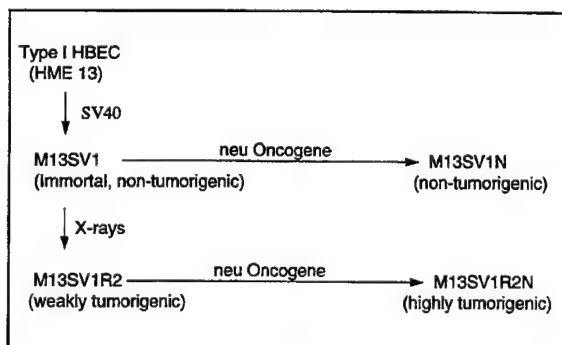 Type I HBEC
(HME 13)
SV40
neu Oncogene
M13SV1
M13SV1N
(Immortal, non-tumorigenic)
(non-tumorigenic)
X-rays
neu Oncogene
M13SV1R2
M13SV1R2N
(weakly tumorigenic)
(highly tumorigenic)